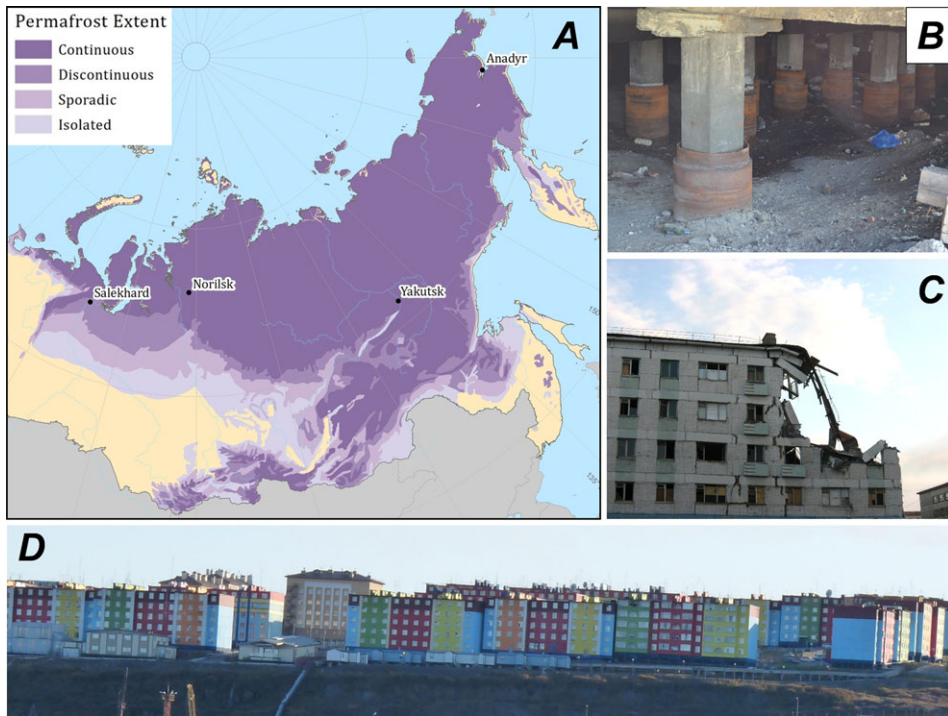 Permafrost Extent
Continuous
Discontinuous
Sporadic
Isolated
A
Anadyr
Norilsk
Salekhard
Yakutsk
B
C
D